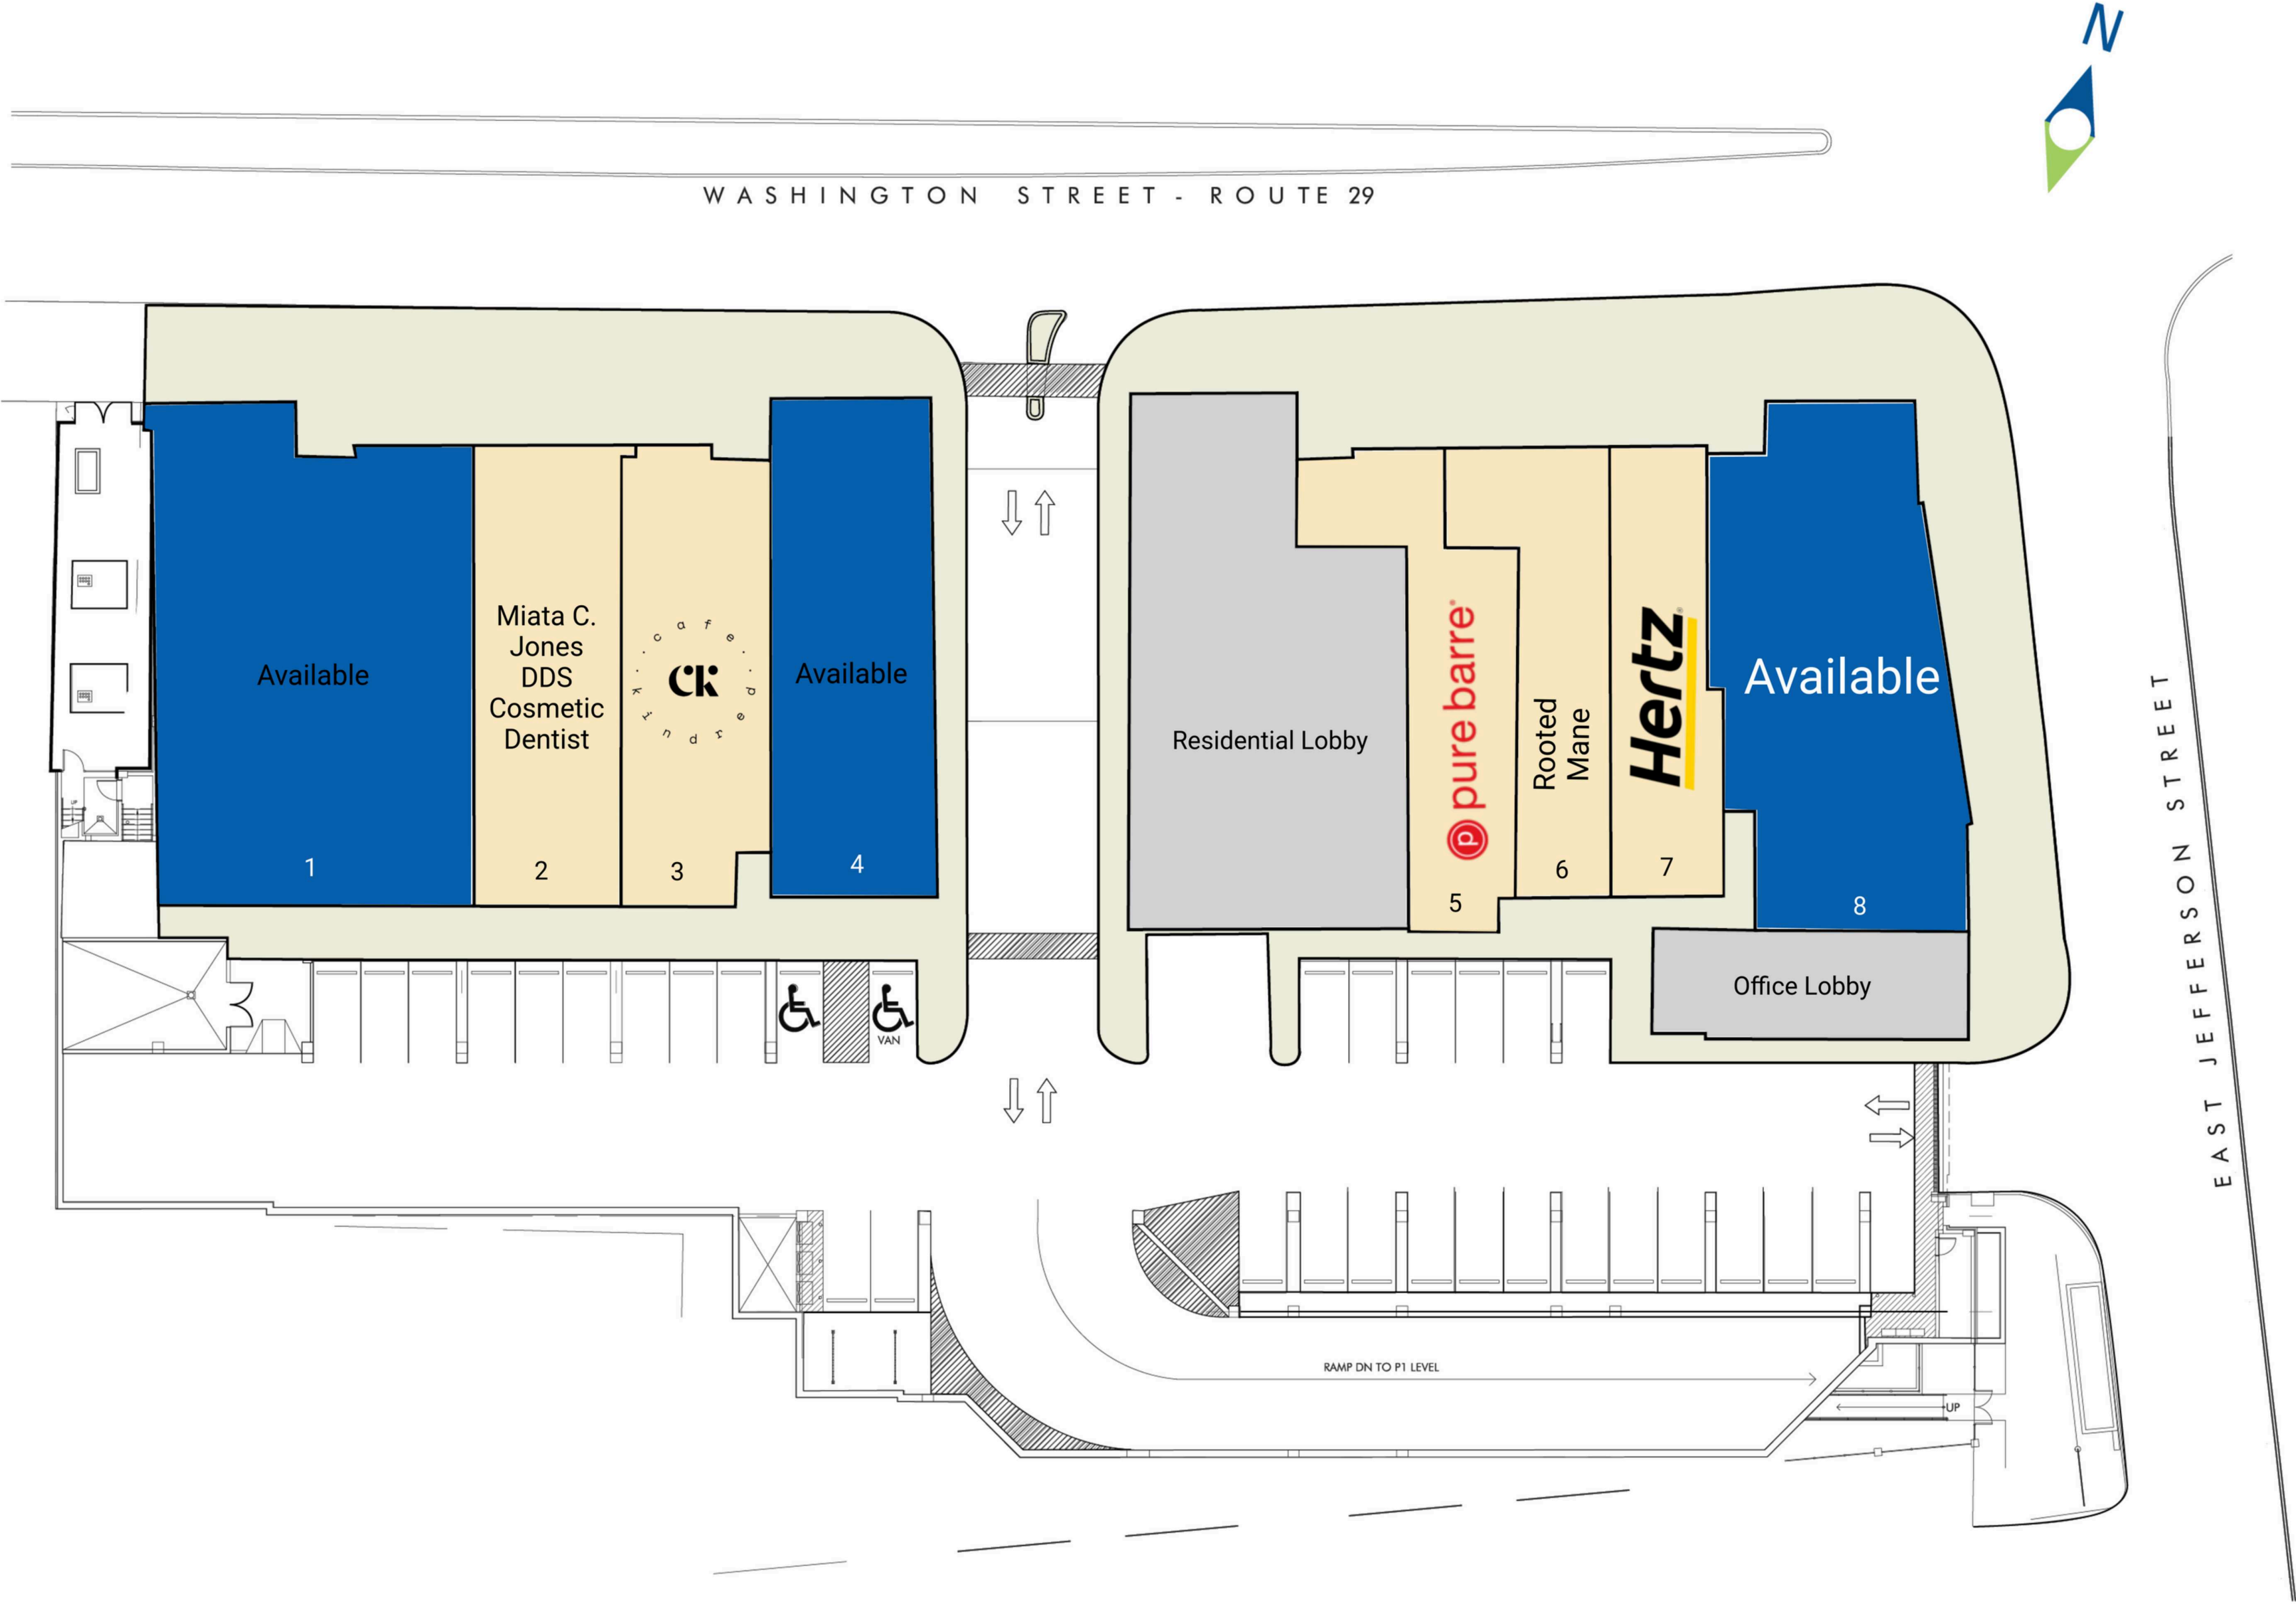 N
WASHINGTON STREET - ROUTE 29
Available
1
Miata C.
Jones
DDS
Cosmetic
Dentist
2
cafe · kindred
CK
3
Available
4
Residential Lobby
pure barre®
p
5
Rooted
Mane
6
Hertz
7
Available
8
Office Lobby
EAST JEFFERSON STREET
UP
VAN
RAMP DN TO P1 LEVEL
UP